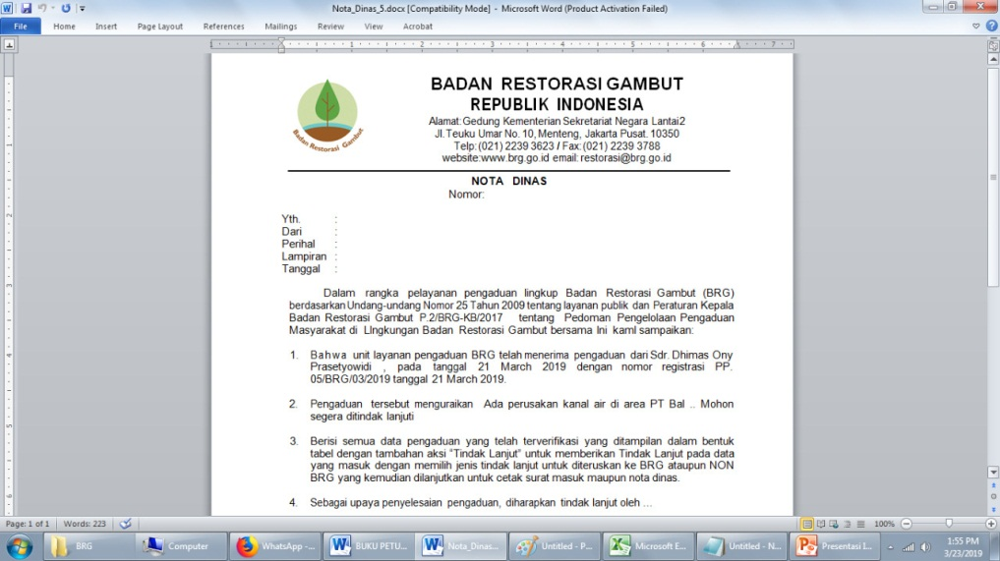 Nota_Dinas_5.docx [Compatibility Mode] - Microsoft Word (Product Activation Failed)
File Home Insert Page Layout References Mailings Review View Acrobat
BADAN RESTORASI GAMBUT
REPUBLIK INDONESIA
Alamat:Gedung Kementerian Sekretariat Negara Lantai2
Jl. Teuku Umar No. 10, Menteng, Jakarta Pusat. 10350
Telp: (021) 2239 3623 / Fax: (021) 2239 3788
website:www.brg.go.id email: restorasi@brg.go.id
Badan Restorasi Gambut
NOTA DINAS
Nomor:
Yth. :
Dari :
Perihal :
Lampiran :
Tanggal :
Dalam rangka pelayanan pengaduan lingkup Badan Restorasi Gambut (BRG)
berdasarkan Undang-undang Nomor 25 Tahun 2009 tentang layanan publik dan Peraturan Kepala
Badan Restorasi Gambut P.2/BRG-KB/2017 tentang Pedoman Pengelolaan Pengaduan
Masyarakat di LIngkungan Badan Restorasi Gambut bersama Ini kamI sampaikan:
1. Bahwa unit layanan pengaduan BRG telah menerima pengaduan dari Sdr. Dhimas Ony
Prasetyowidi , pada tanggal 21 March 2019 dengan nomor registrasi PP.
05/BRG/03/2019 tanggal 21 March 2019.
2. Pengaduan tersebut menguraikan Ada perusakan kanal air di area PT Bal .. Mohon
segera ditindak lanjuti
3. Berisi semua data pengaduan yang telah terverifikasi yang ditampilan dalam bentuk
tabel dengan tambahan aksi “Tindak Lanjut” untuk memberikan Tindak Lanjut pada data
yang masuk dengan memilih jenis tindak lanjut untuk diteruskan ke BRG ataupun NON
BRG yang kemudian dilanjutkan untuk cetak surat masuk maupun nota dinas.
4. Sebagai upaya penyelesaian pengaduan, diharapkan tindak lanjut oleh ...
Page: 1 of 1 Words: 223 100%
BRG Computer WhatsApp -... BUKU PETU... Nota_Dinas... Untitled - P... Microsoft E... Untitled - N... Presentasi 1...
1:55 PM
3/23/2019